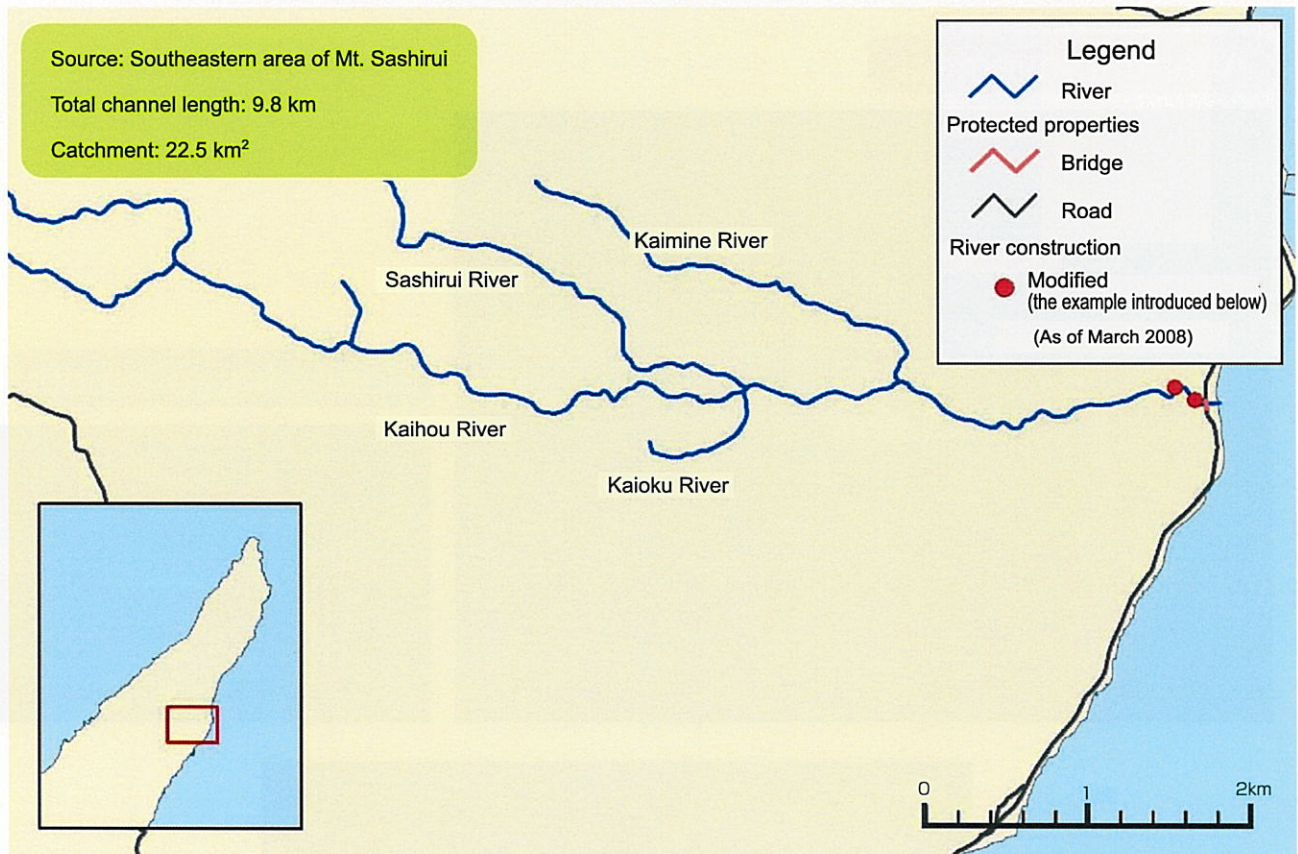 Source: Southeastern area of Mt. Sashirui
Total channel length: 9.8 km
Catchment: 22.5 km²
Legend
River
Protected properties
Bridge
Road
River construction
Modified
(the example introduced below)
(As of March 2008)
Kaimine River
Sashirui River
Kaihou River
Kaioku River
0 1 2km